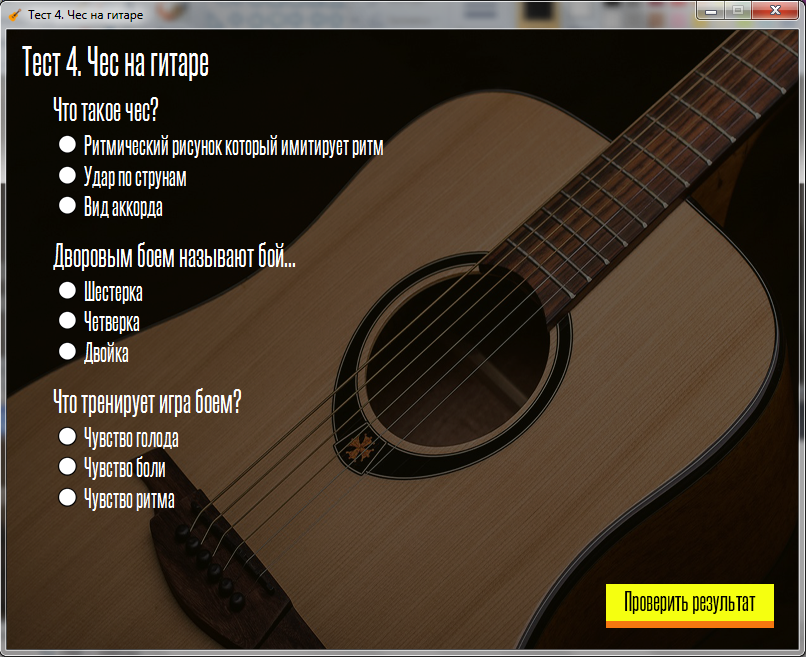 Тест 4. Чес на гитаре
Тест 4. Чес на гитаре
Что такое чес?
Ритмический рисунок который имитирует ритм
Удар по струнам
Вид аккорда
Дворовым боем называют бой...
Шестерка
Четверка
Двойка
Что тренирует игра боем?
Чувство голода
Чувство боли
Чувство ритма
Проверить результат